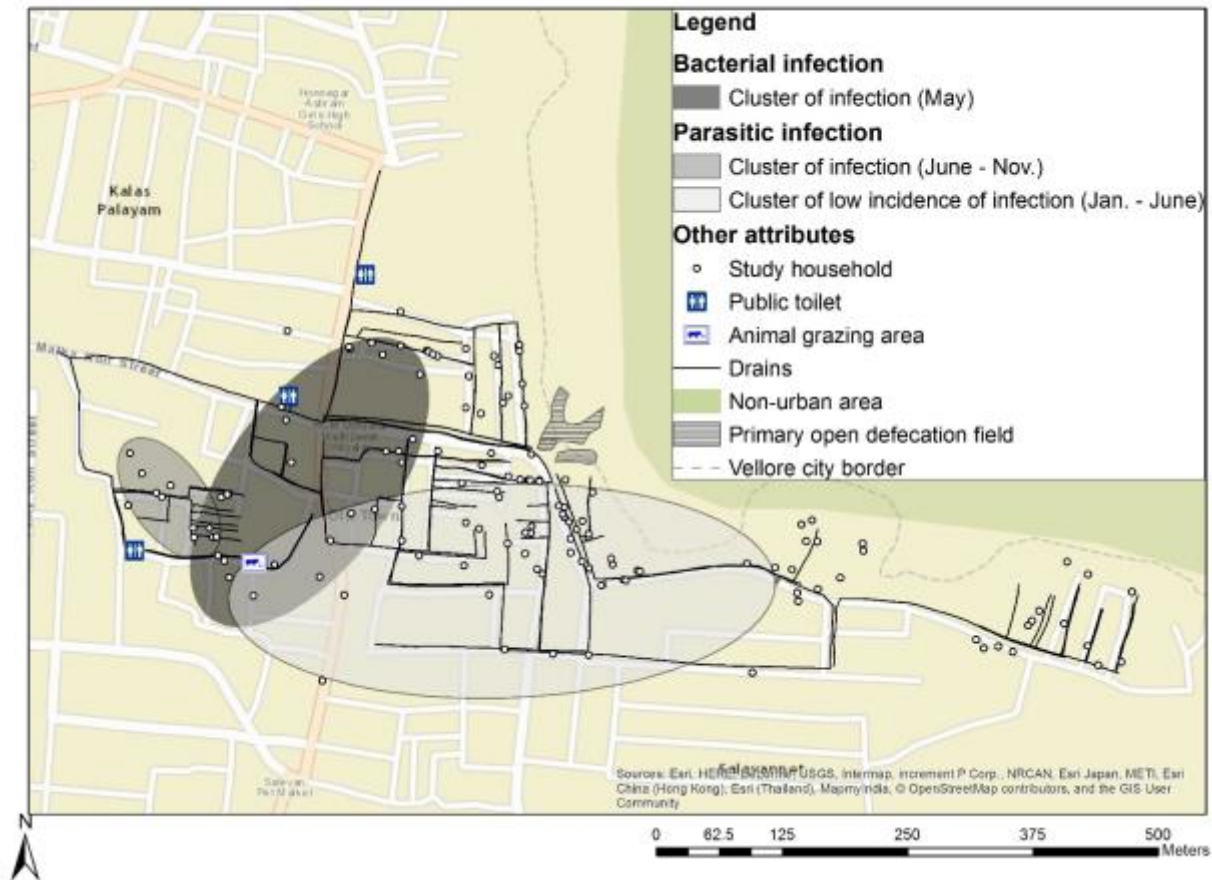 Legend
Bacterial infection
Cluster of infection (May)
Parasitic infection
Cluster of infection (June - Nov.)
Cluster of low incidence of infection (Jan. - June)
Other attributes
Study household
Public toilet
Animal grazing area
Drains
Non-urban area
Primary open defecation field
Vellore city border
Ashram
School
Kalas
Palayam
Street
Sources: Esri, HERE, USGS, Intermap, increment P Corp., NRCAN, Esri Japan, METI, Esri
China (Hong Kong), Esri (Thailand), MapmyIndia, © OpenStreetMap contributors, and the GIS User
Community
N
0 62.5 125 250 375 500
Meters